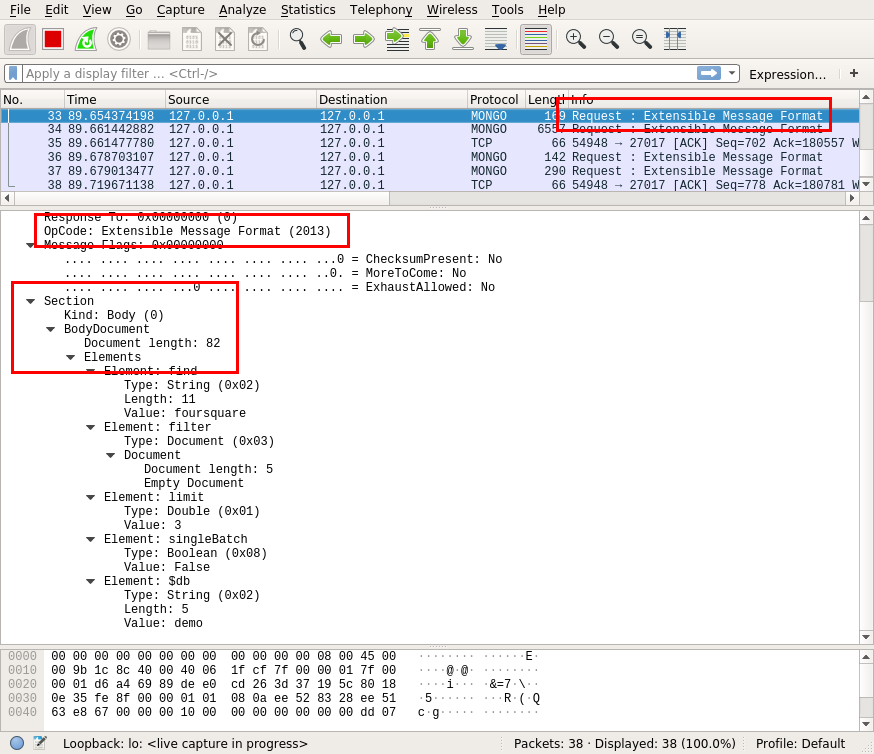 File Edit View Go Capture Analyze Statistics Telephony Wireless Tools Help
Apply a display filter ... <Ctrl-/> Expression... +
No. Time Source Destination Protocol Length Info
33 89.654374198 127.0.0.1 127.0.0.1 MONGO 169 Request : Extensible Message Format
34 89.661442882 127.0.0.1 127.0.0.1 MONGO 6557 Request : Extensible Message Format
35 89.661477780 127.0.0.1 127.0.0.1 TCP 66 54948 → 27017 [ACK] Seq=702 Ack=180557 W
36 89.678703107 127.0.0.1 127.0.0.1 MONGO 142 Request : Extensible Message Format
37 89.679013477 127.0.0.1 127.0.0.1 MONGO 290 Request : Extensible Message Format
38 89.719671138 127.0.0.1 127.0.0.1 TCP 66 54948 → 27017 [ACK] Seq=778 Ack=180781 W
Response To: 0x00000000 (0)
OpCode: Extensible Message Format (2013)
Message Flags: 0x00000000
.... .... .... .... .... .... .... ...0 = ChecksumPresent: No
.... .... .... .... .... .... .... ..0. = MoreToCome: No
.... .... .... ...0 .... .... .... .... = ExhaustAllowed: No
Section
Kind: Body (0)
BodyDocument
Document length: 82
Elements
Element: find
Type: String (0x02)
Length: 11
Value: foursquare
Element: filter
Type: Document (0x03)
Document
Document length: 5
Empty Document
Element: limit
Type: Double (0x01)
Value: 3
Element: singleBatch
Type: Boolean (0x08)
Value: False
Element: $db
Type: String (0x02)
Length: 5
Value: demo
0000 00 00 00 00 00 00 00 00 00 00 00 00 08 00 45 00 ········ ······E·
0010 00 9b 1c 8c 40 00 40 06 1f cf 7f 00 00 01 7f 00 ····@·@· ········
0020 00 01 d6 a4 69 89 de e0 cd 26 3d 37 19 5c 80 18 ····i··· ·&=7·\··
0030 0e 35 fe 8f 00 00 01 01 08 0a ee 52 83 28 ee 51 ·5······ ···R·(·Q
0040 63 e8 67 00 00 00 10 00 00 00 00 00 00 00 dd 07 c·g····· ········
Loopback: lo: <live capture in progress> Packets: 38 · Displayed: 38 (100.0%) Profile: Default